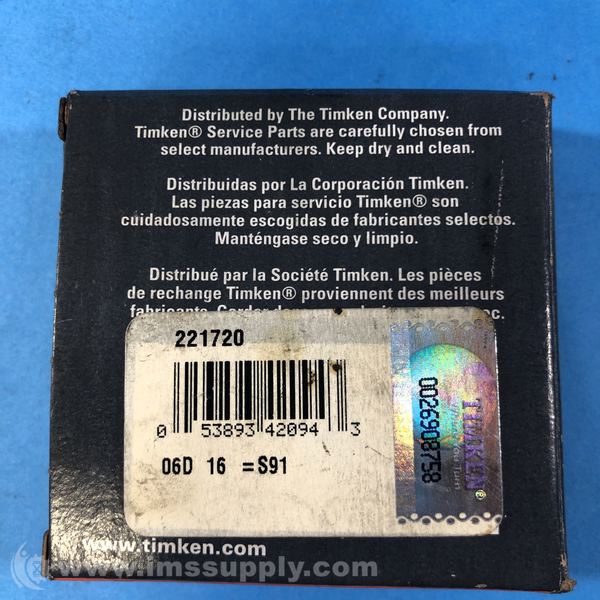 Distributed by The Timken Company.
Timken® Service Parts are carefully chosen from
select manufacturers. Keep dry and clean.
Distribuidas por La Corporación Timken.
Las piezas para servicio Timken® son
cuidadosamente escogidas de fabricantes selectos.
Manténgase seco y limpio.
Distribué par la Société Timken. Les pièces
de rechange Timken® proviennent des meilleurs
fabricants.
221720
0 53893 42094 3
06D 16 = S91
0026908758
TIMKEN®
www.timken.com
www.imssupply.com